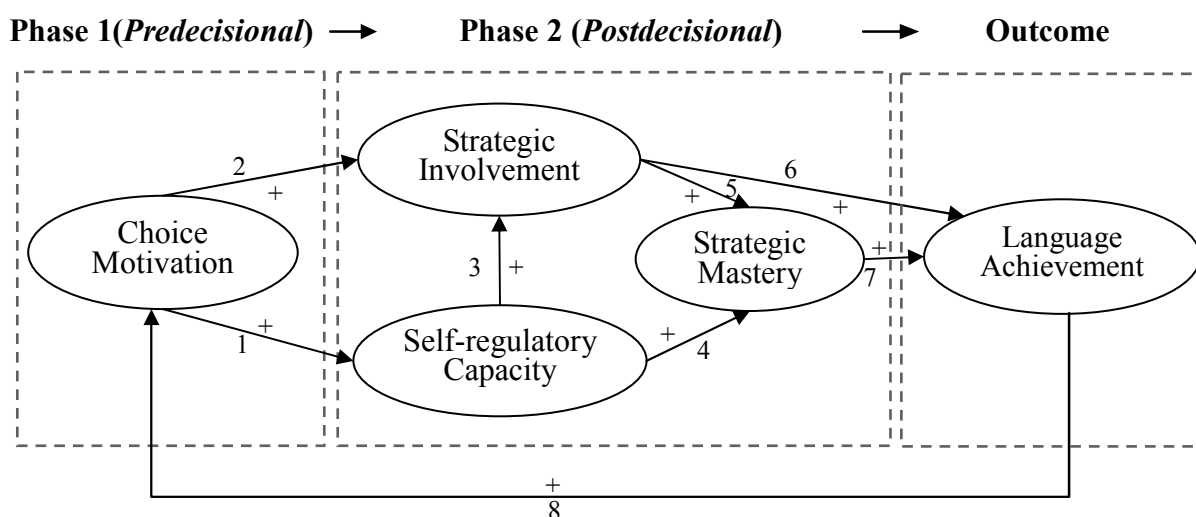 Phase 1(Predecisional)
Phase 2 (Postdecisional)
Outcome
Strategic
Involvement
2
+
6
+
5
+
Choice
Motivation
Strategic
Mastery
+
7
Language
Achievement
3
+
+
1
Self-regulatory
Capacity
+
4
+
8